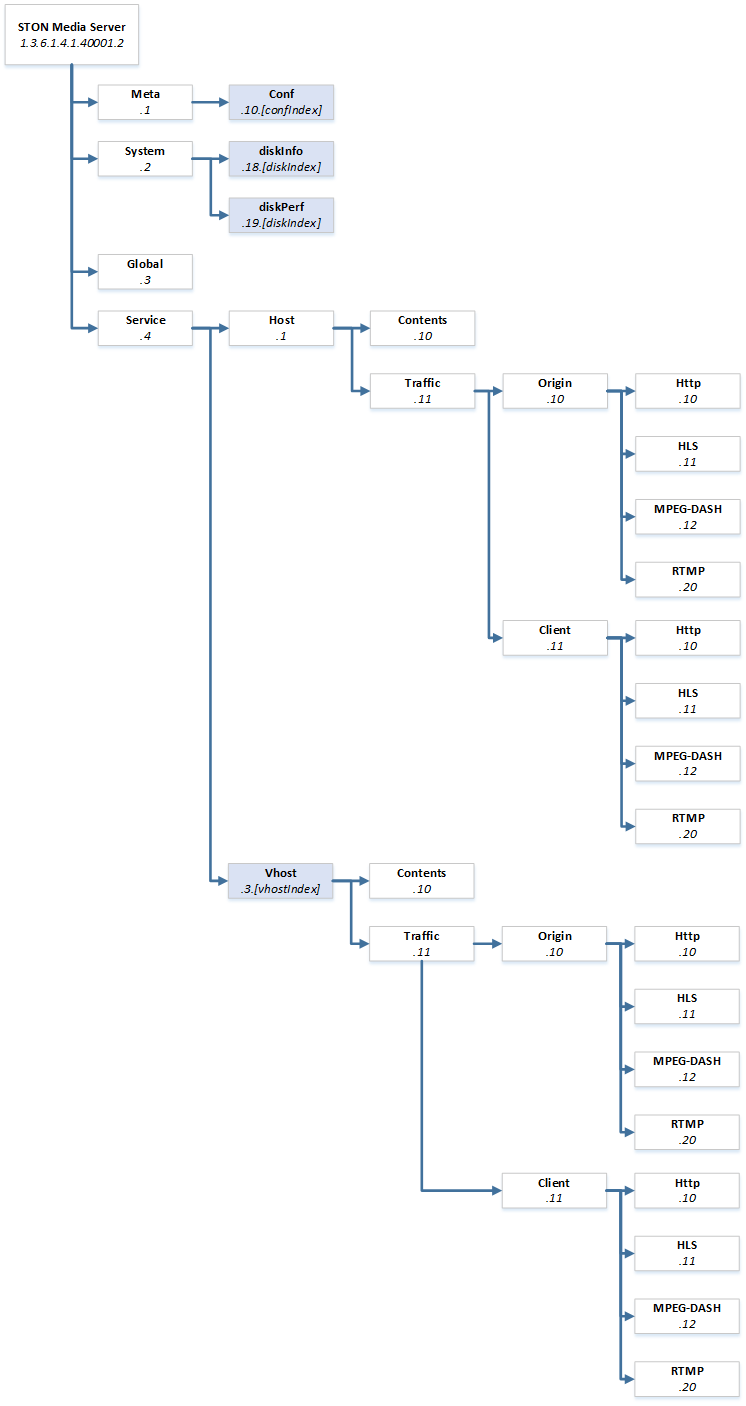 STON Media Server
1.3.6.1.4.1.40001.2
Meta
.1
Conf
.10.[confIndex]
System
.2
diskInfo
.18.[diskIndex]
diskPerf
.19.[diskIndex]
Global
.3
Service
.4
Host
.1
Contents
.10
Traffic
.11
Origin
.10
Http
.10
HLS
.11
MPEG-DASH
.12
RTMP
.20
Client
.11
Http
.10
HLS
.11
MPEG-DASH
.12
RTMP
.20
Vhost
.3.[vhostIndex]
Contents
.10
Traffic
.11
Origin
.10
Http
.10
HLS
.11
MPEG-DASH
.12
RTMP
.20
Client
.11
Http
.10
HLS
.11
MPEG-DASH
.12
RTMP
.20